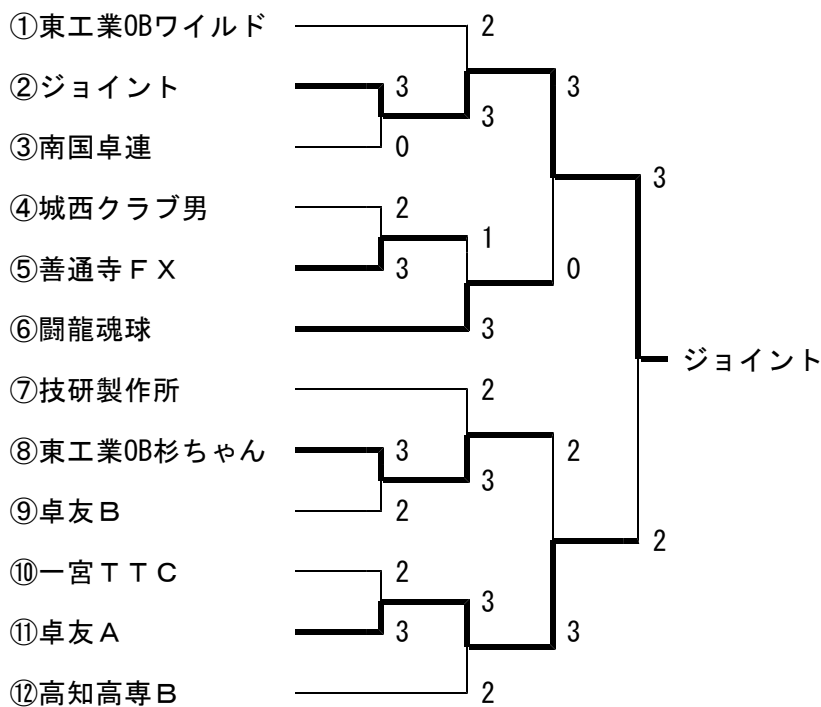 ①東工業OBワイルド 2
②ジョイント 3 3
3
③南国卓連 0
3
④城西クラブ男 2
1
⑤善通寺ＦＸ 3 0
⑥闘龍魂球 3
ジョイント
⑦技研製作所 2
⑧東工業OB杉ちゃん 3 2
3
⑨卓友Ｂ 2
2
⑩一宮ＴＴＣ 2
3
⑪卓友Ａ 3 3
⑫高知高専Ｂ 2